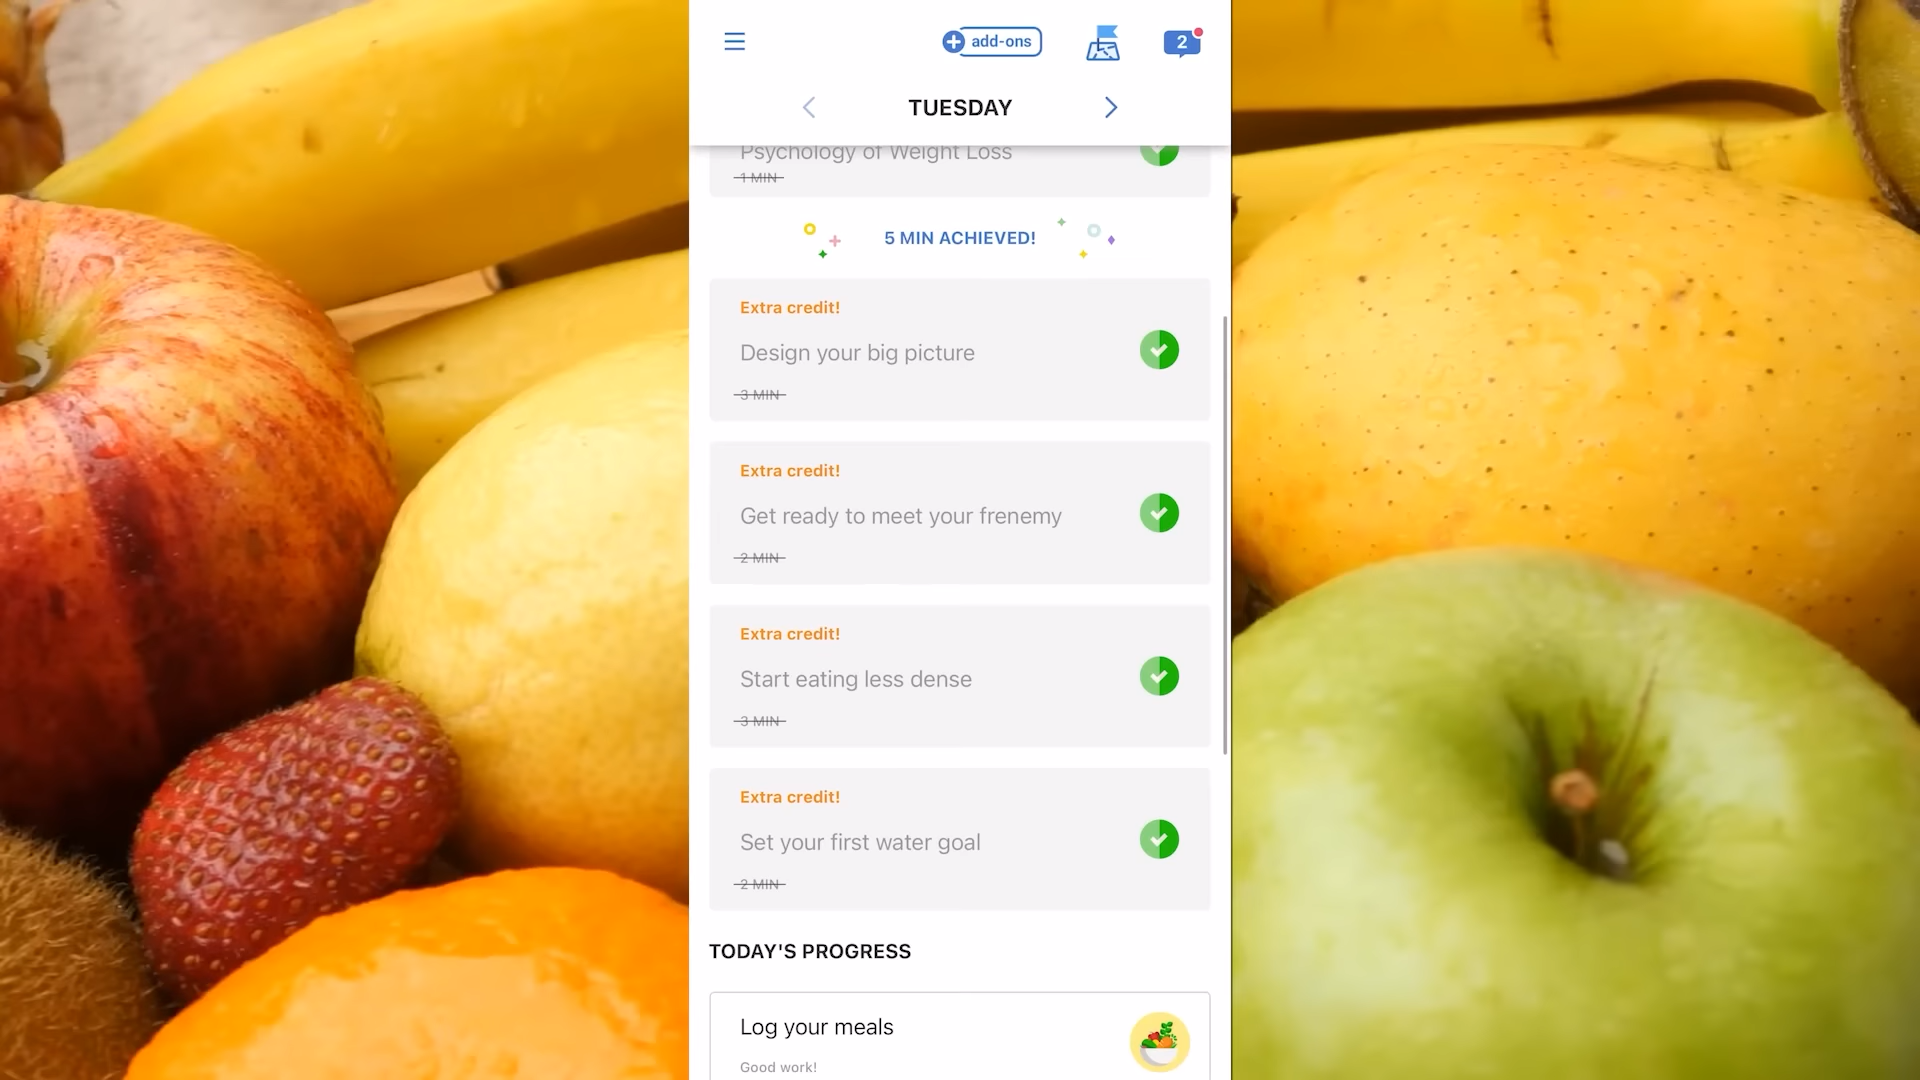 add-ons
2
TUESDAY
Psychology of Weight Loss
1 MIN
5 MIN ACHIEVED!
Extra credit!
Design your big picture
3 MIN
Extra credit!
Get ready to meet your frenemy
2 MIN
Extra credit!
Start eating less dense
3 MIN
Extra credit!
Set your first water goal
2 MIN
TODAY'S PROGRESS
Log your meals
Good work!